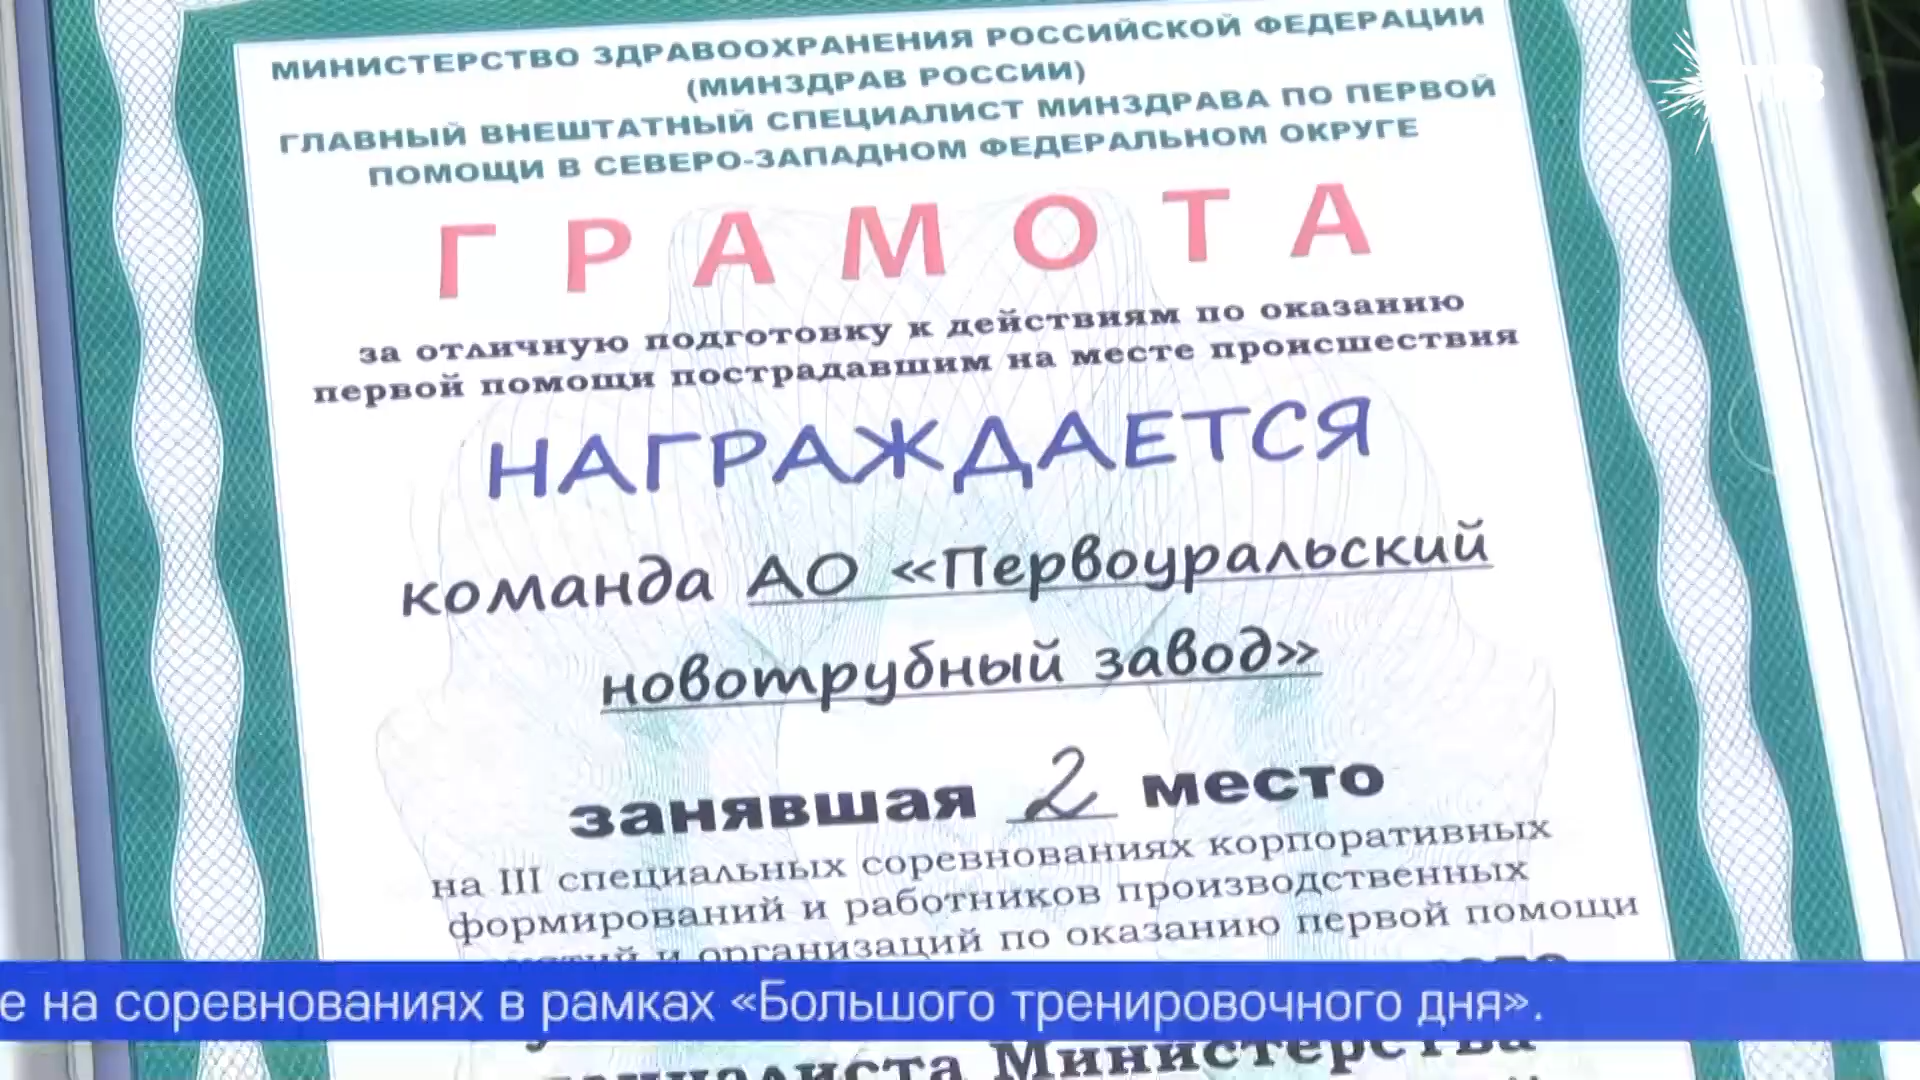 МИНИСТЕРСТВО ЗДРАВООХРАНЕНИЯ РОССИЙСКОЙ ФЕДЕРАЦИИ
(МИНЗДРАВ РОССИИ)
ГЛАВНЫЙ ВНЕШТАТНЫЙ СПЕЦИАЛИСТ МИНЗДРАВА ПО ПЕРВОЙ
ПОМОЩИ В СЕВЕРО-ЗАПАДНОМ ФЕДЕРАЛЬНОМ ОКРУГЕ
ГРАМОТА
за отличную подготовку к действиям по оказанию
первой помощи пострадавшим на месте происшествия
НАГРАЖДАЕТСЯ
команда АО «Первоуральский
новотрубный завод»
занявшая 2 место
на III специальных соревнованиях корпоративных
формирований и работников производственных
и организаций по оказанию первой помощи
е на соревнованиях в рамках «Большого тренировочного дня».
Министерства